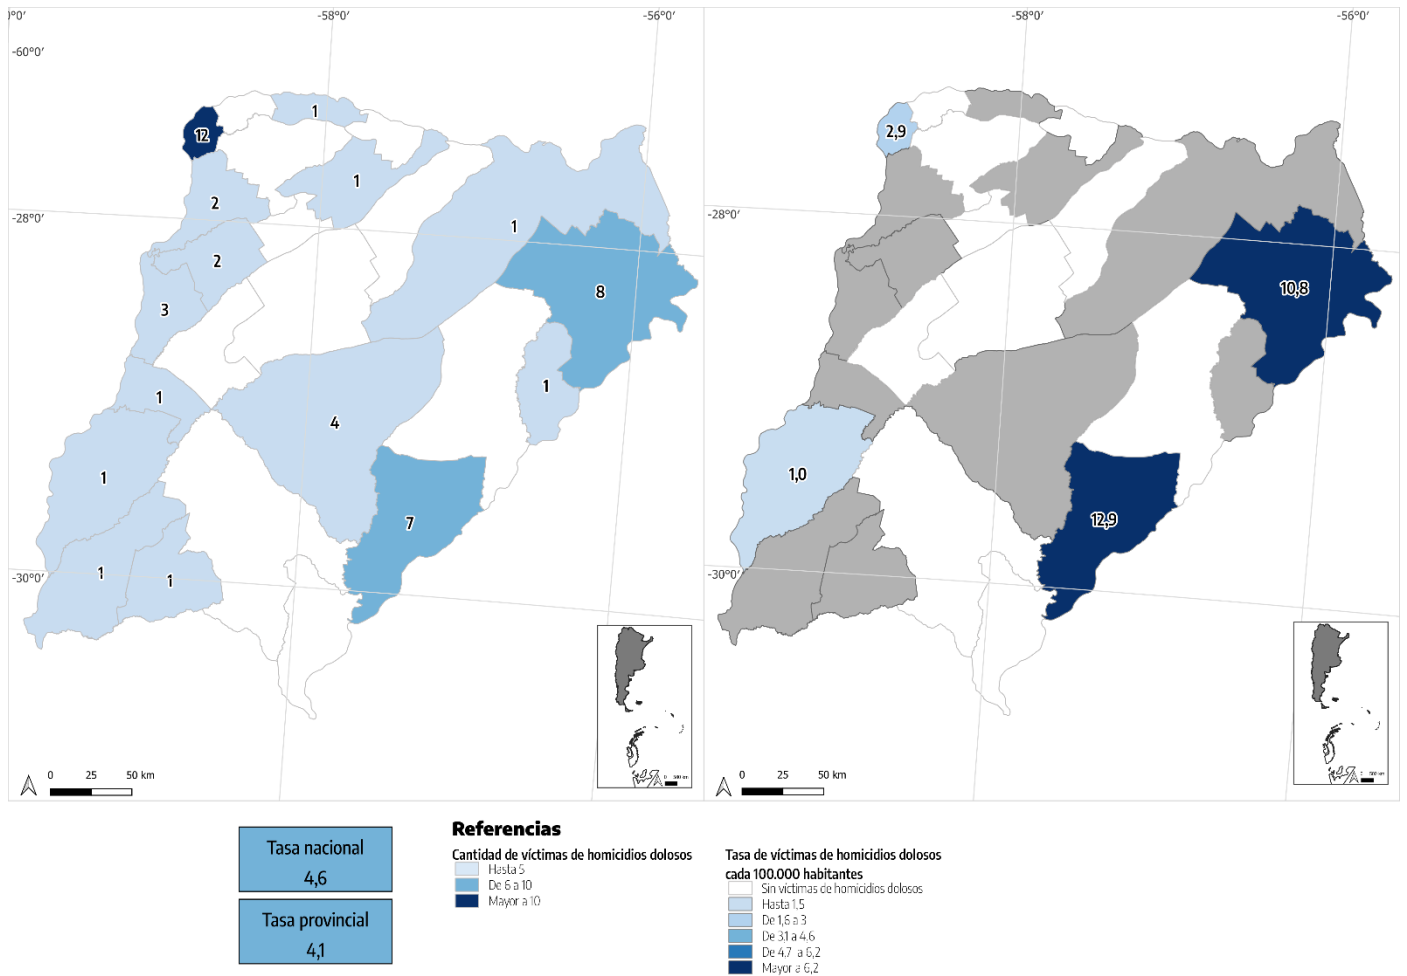 -58°0'
-56°0'
-60°0'
12
1
1
2
-28°0'
1
2
8
3
1
1
4
1
7
1
1
-30°0'
0 25 50 km
-58°0'
-56°0'
2,9
-28°0'
10,8
1,0
12,9
-30°0'
0 25 50 km
Tasa nacional
4,6
Tasa provincial
4,1
Referencias
Cantidad de víctimas de homicidios dolosos
Hasta 5
De 6 a 10
Mayor a 10
Tasa de víctimas de homicidios dolosos
cada 100.000 habitantes
Sin víctimas de homicidios dolosos
Hasta 1,5
De 1,6 a 3
De 3,1 a 4,6
De 4,7 a 6,2
Mayor a 6,2